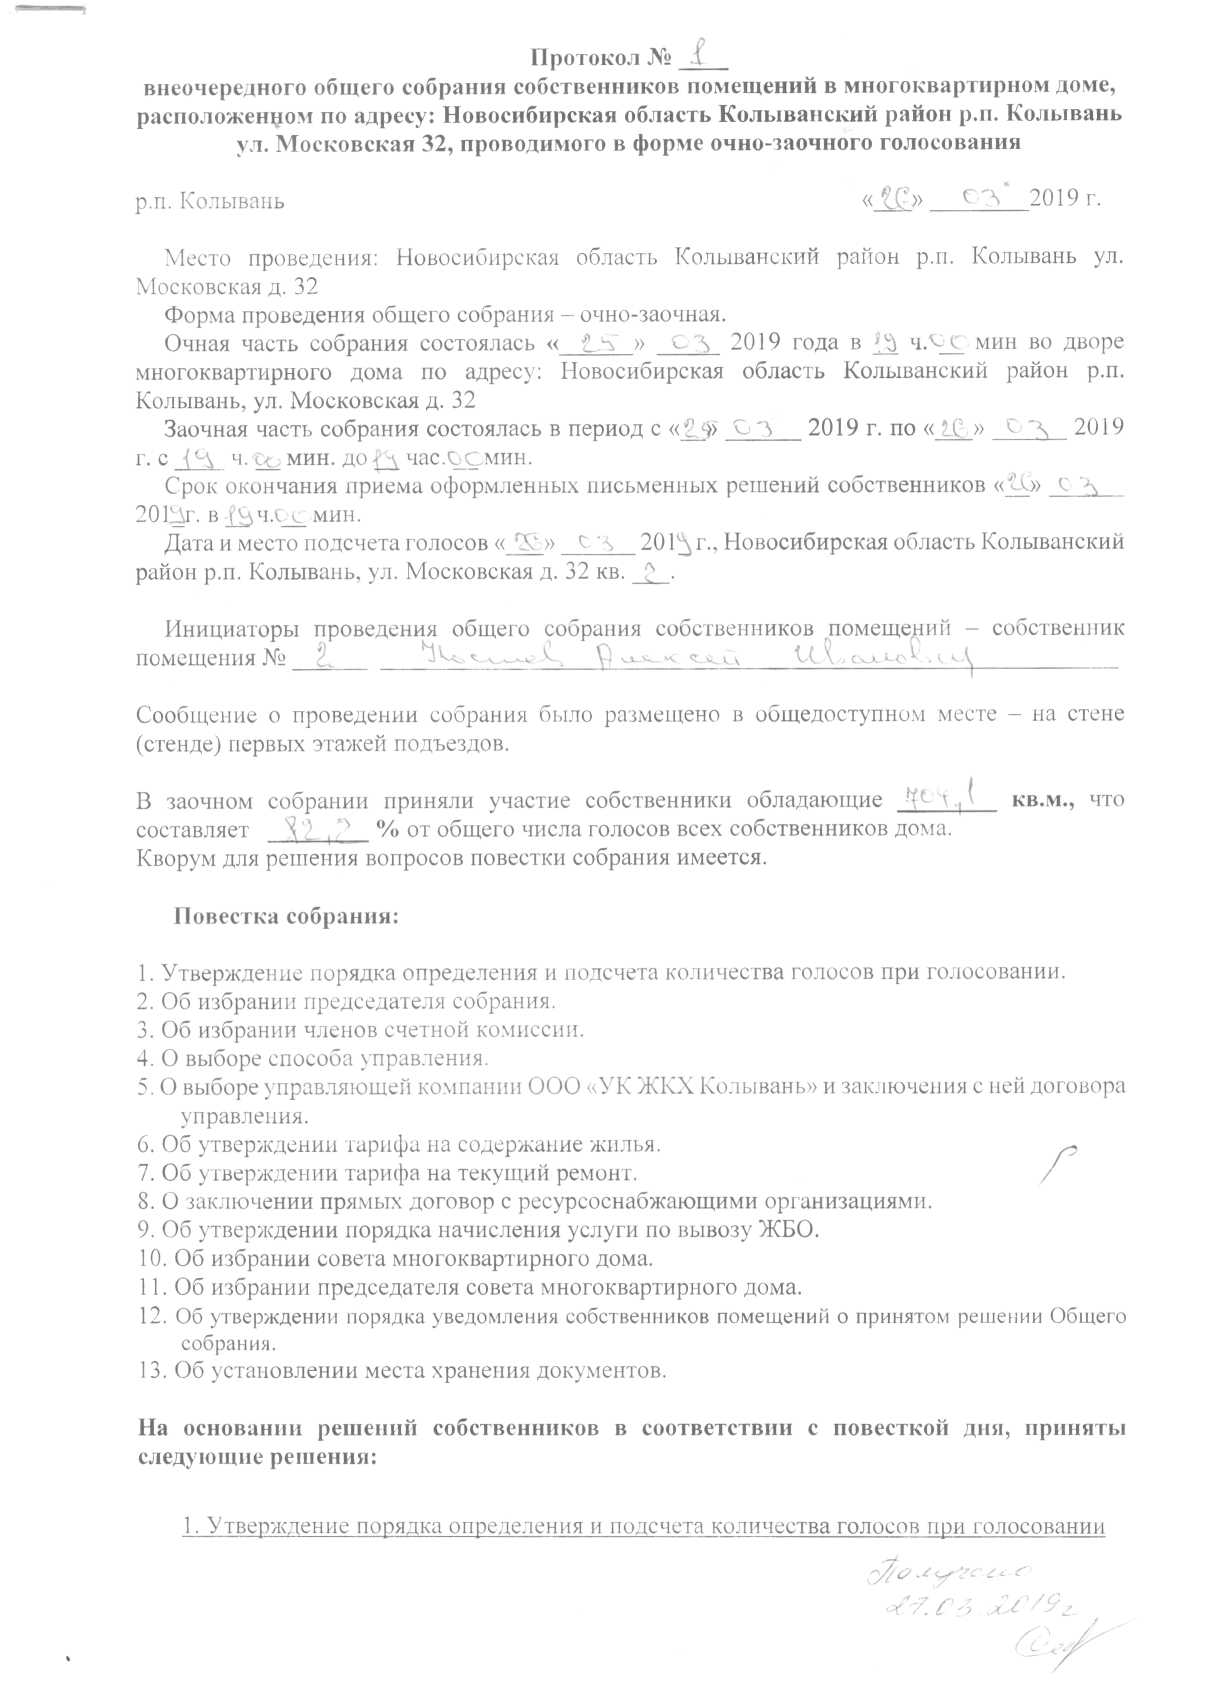 Протокол № 1
внеочередного общего собрания собственников помещений в многоквартирном доме,
расположенном по адресу: Новосибирская область Колыванский район р.п. Колывань
ул. Московская 32, проводимого в форме очно-заочного голосования
р.п. Колывань «26» 03 2019 г.
Место проведения: Новосибирская область Колыванский район р.п. Колывань ул.
Московская д. 32
Форма проведения общего собрания – очно-заочная.
Очная часть собрания состоялась «25» 03 2019 года в 19 ч. 00 мин во дворе
многоквартирного дома по адресу: Новосибирская область Колыванский район р.п.
Колывань, ул. Московская д. 32
Заочная часть собрания состоялась в период с «25» 03 2019 г. по «26» 03 2019
г. с 19 ч. 00 мин. до 19 час. 00 мин.
Срок окончания приема оформленных письменных решений собственников «26» 03
2019г. в 19 ч. 00 мин.
Дата и место подсчета голосов «26» 03 2019 г., Новосибирская область Колыванский
район р.п. Колывань, ул. Московская д. 32 кв. 2.
Инициаторы проведения общего собрания собственников помещений – собственник
помещения № 2 Алексей Иванович
Сообщение о проведении собрания было размещено в общедоступном месте – на стене
(стенде) первых этажей подъездов.
В заочном собрании приняли участие собственники обладающие 704,1 кв.м., что
составляет % от общего числа голосов всех собственников дома.
Кворум для решения вопросов повестки собрания имеется.
Повестка собрания:
1. Утверждение порядка определения и подсчета количества голосов при голосовании.
2. Об избрании председателя собрания.
3. Об избрании членов счетной комиссии.
4. О выборе способа управления.
5. О выборе управляющей компании ООО «УК ЖКХ Колывань» и заключения с ней договора
управления.
6. Об утверждении тарифа на содержание жилья.
7. Об утверждении тарифа на текущий ремонт.
8. О заключении прямых договор с ресурсоснабжающими организациями.
9. Об утверждении порядка начисления услуги по вывозу ЖБО.
10. Об избрании совета многоквартирного дома.
11. Об избрании председателя совета многоквартирного дома.
12. Об утверждении порядка уведомления собственников помещений о принятом решении Общего
собрания.
13. Об установлении места хранения документов.
На основании решений собственников в соответствии с повесткой дня, приняты
следующие решения:
1. Утверждение порядка определения и подсчета количества голосов при голосовании
Получено
27.03 2019г